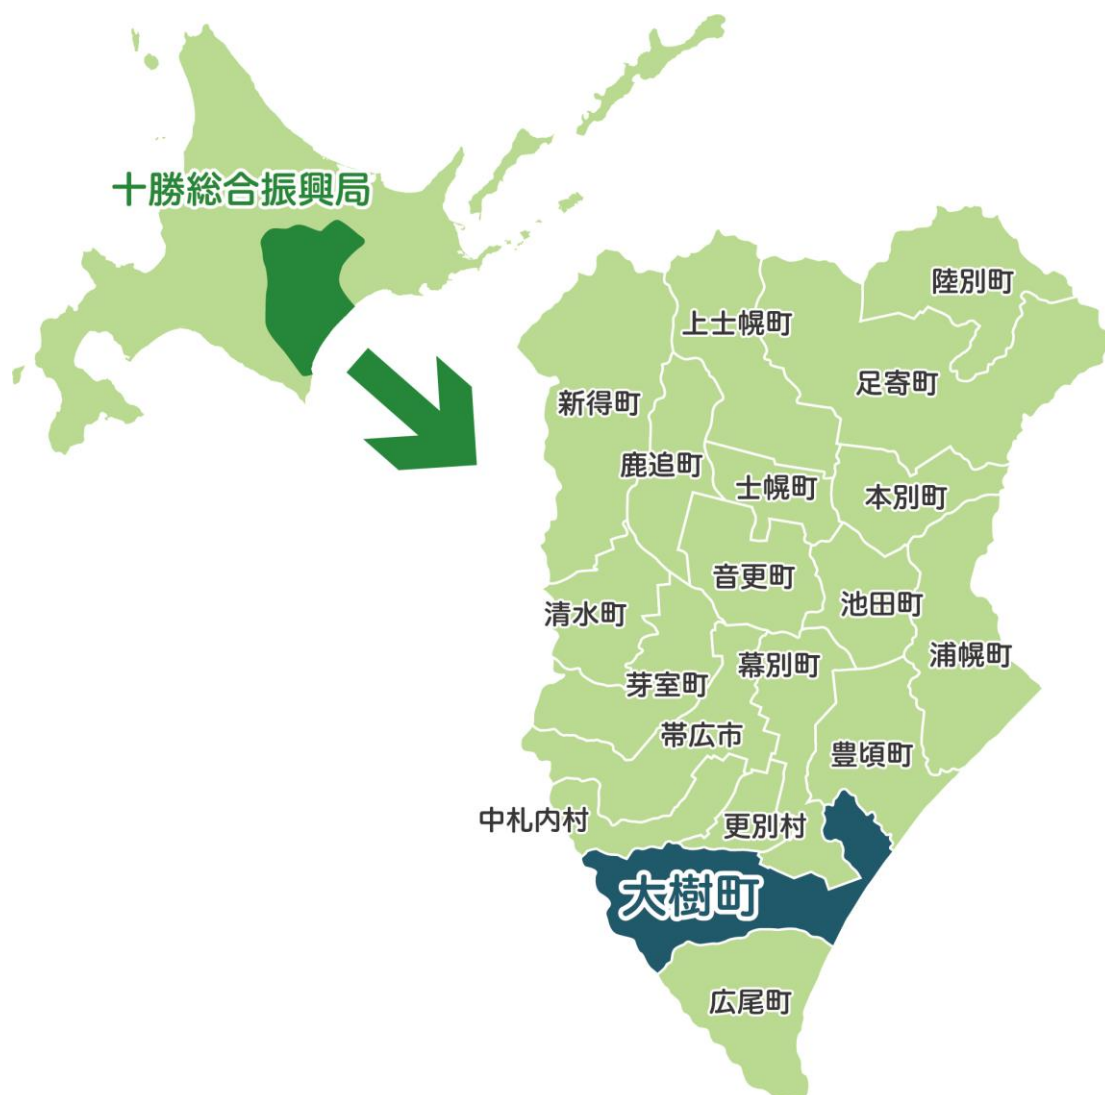 十勝総合振興局
陸別町
上士幌町
足寄町
新得町
鹿追町
士幌町
本別町
音更町
池田町
清水町
浦幌町
幕別町
芽室町
帯広市
豊頃町
中札内村
更別村
大樹町
広尾町